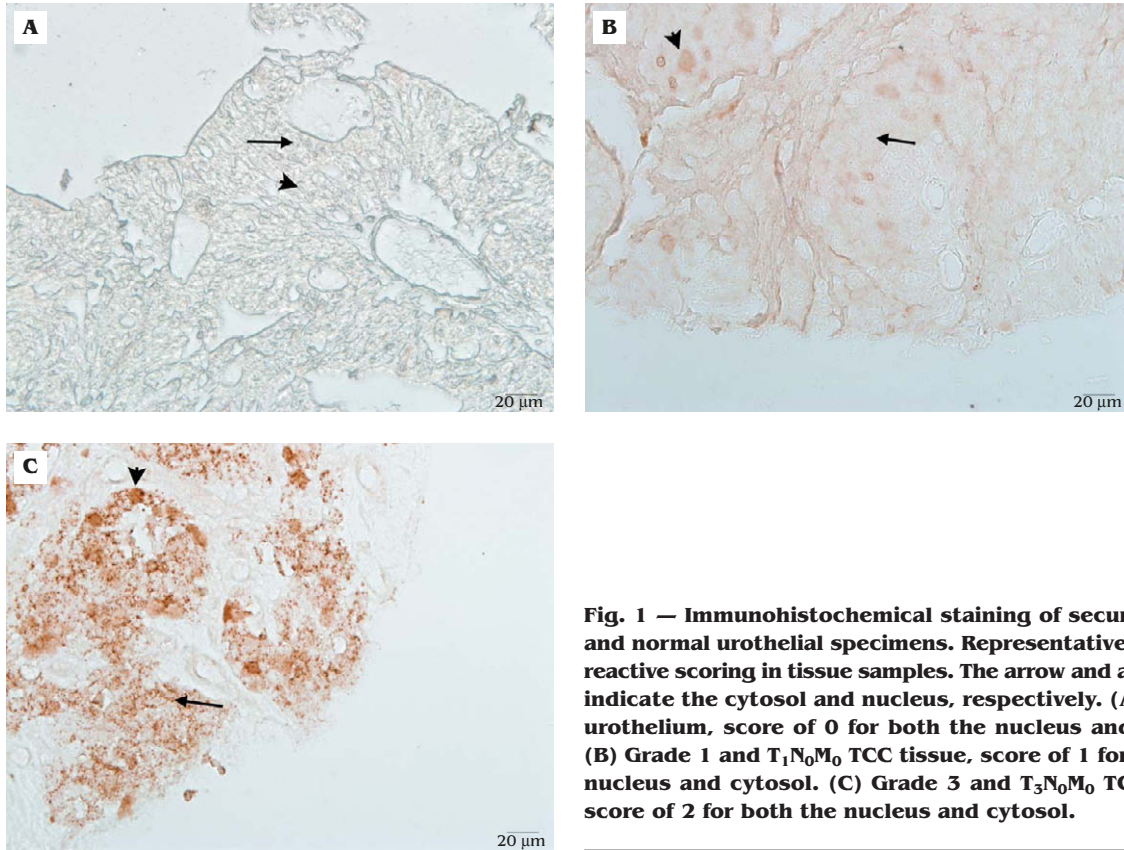 A
B
20 µm
20 µm
C
20 µm
Fig. 1 — Immunohistochemical staining of secur
and normal urothelial specimens. Representative
reactive scoring in tissue samples. The arrow and a
indicate the cytosol and nucleus, respectively. (A
urothelium, score of 0 for both the nucleus and
(B) Grade 1 and T₁N₀M₀ TCC tissue, score of 1 for
nucleus and cytosol. (C) Grade 3 and T₃N₀M₀ TC
score of 2 for both the nucleus and cytosol.